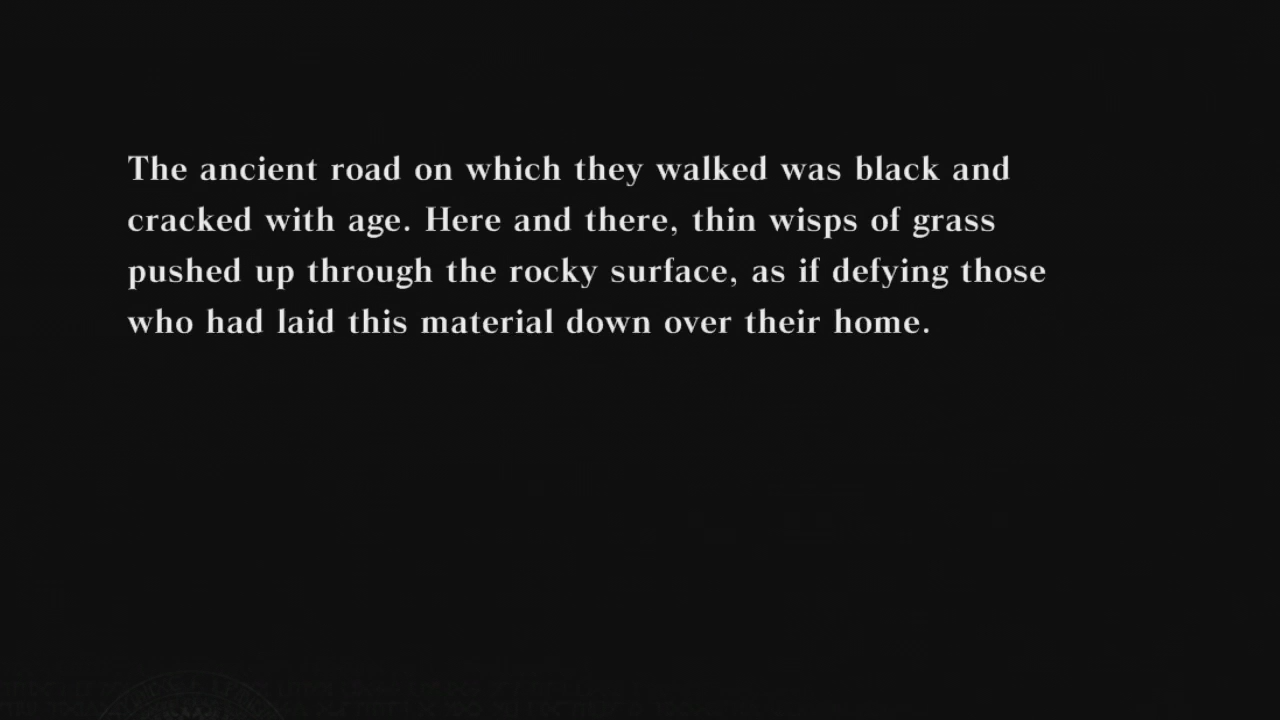 The ancient road on which they walked was black and
cracked with age. Here and there, thin wisps of grass
pushed up through the rocky surface, as if defying those
who had laid this material down over their home.